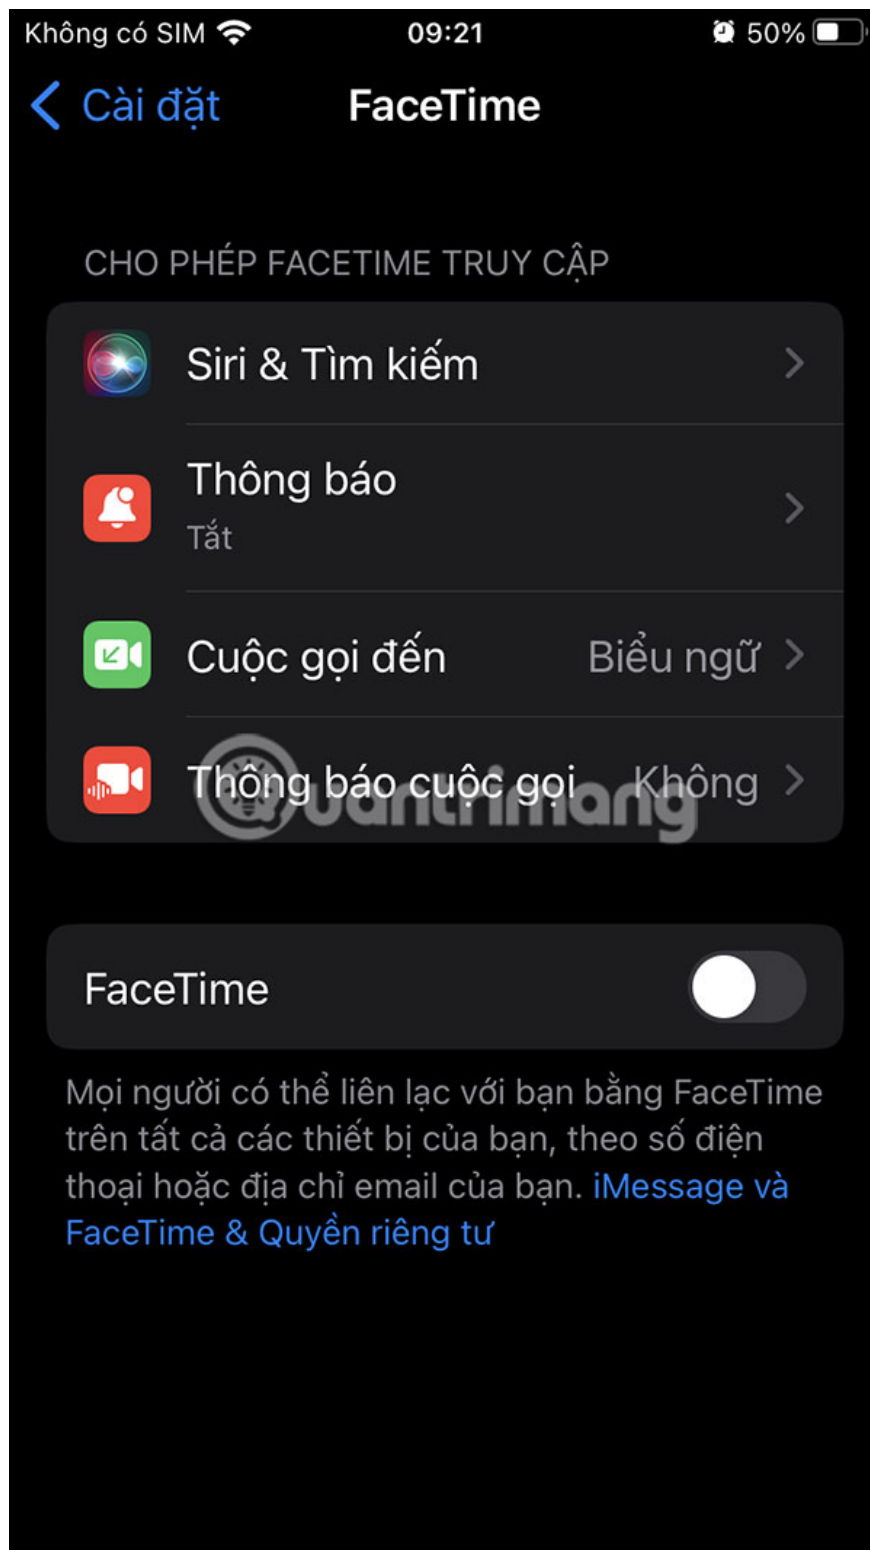 Không có SIM 09:21 50%
Cài đặt FaceTime
CHO PHÉP FACETIME TRUY CẬP
Siri & Tìm kiếm
Thông báo
Tắt
Cuộc gọi đến Biểu ngữ
Thông báo cuộc gọi Không
Quantrimang
FaceTime
Mọi người có thể liên lạc với bạn bằng FaceTime
trên tất cả các thiết bị của bạn, theo số điện
thoại hoặc địa chỉ email của bạn. iMessage và
FaceTime & Quyền riêng tư